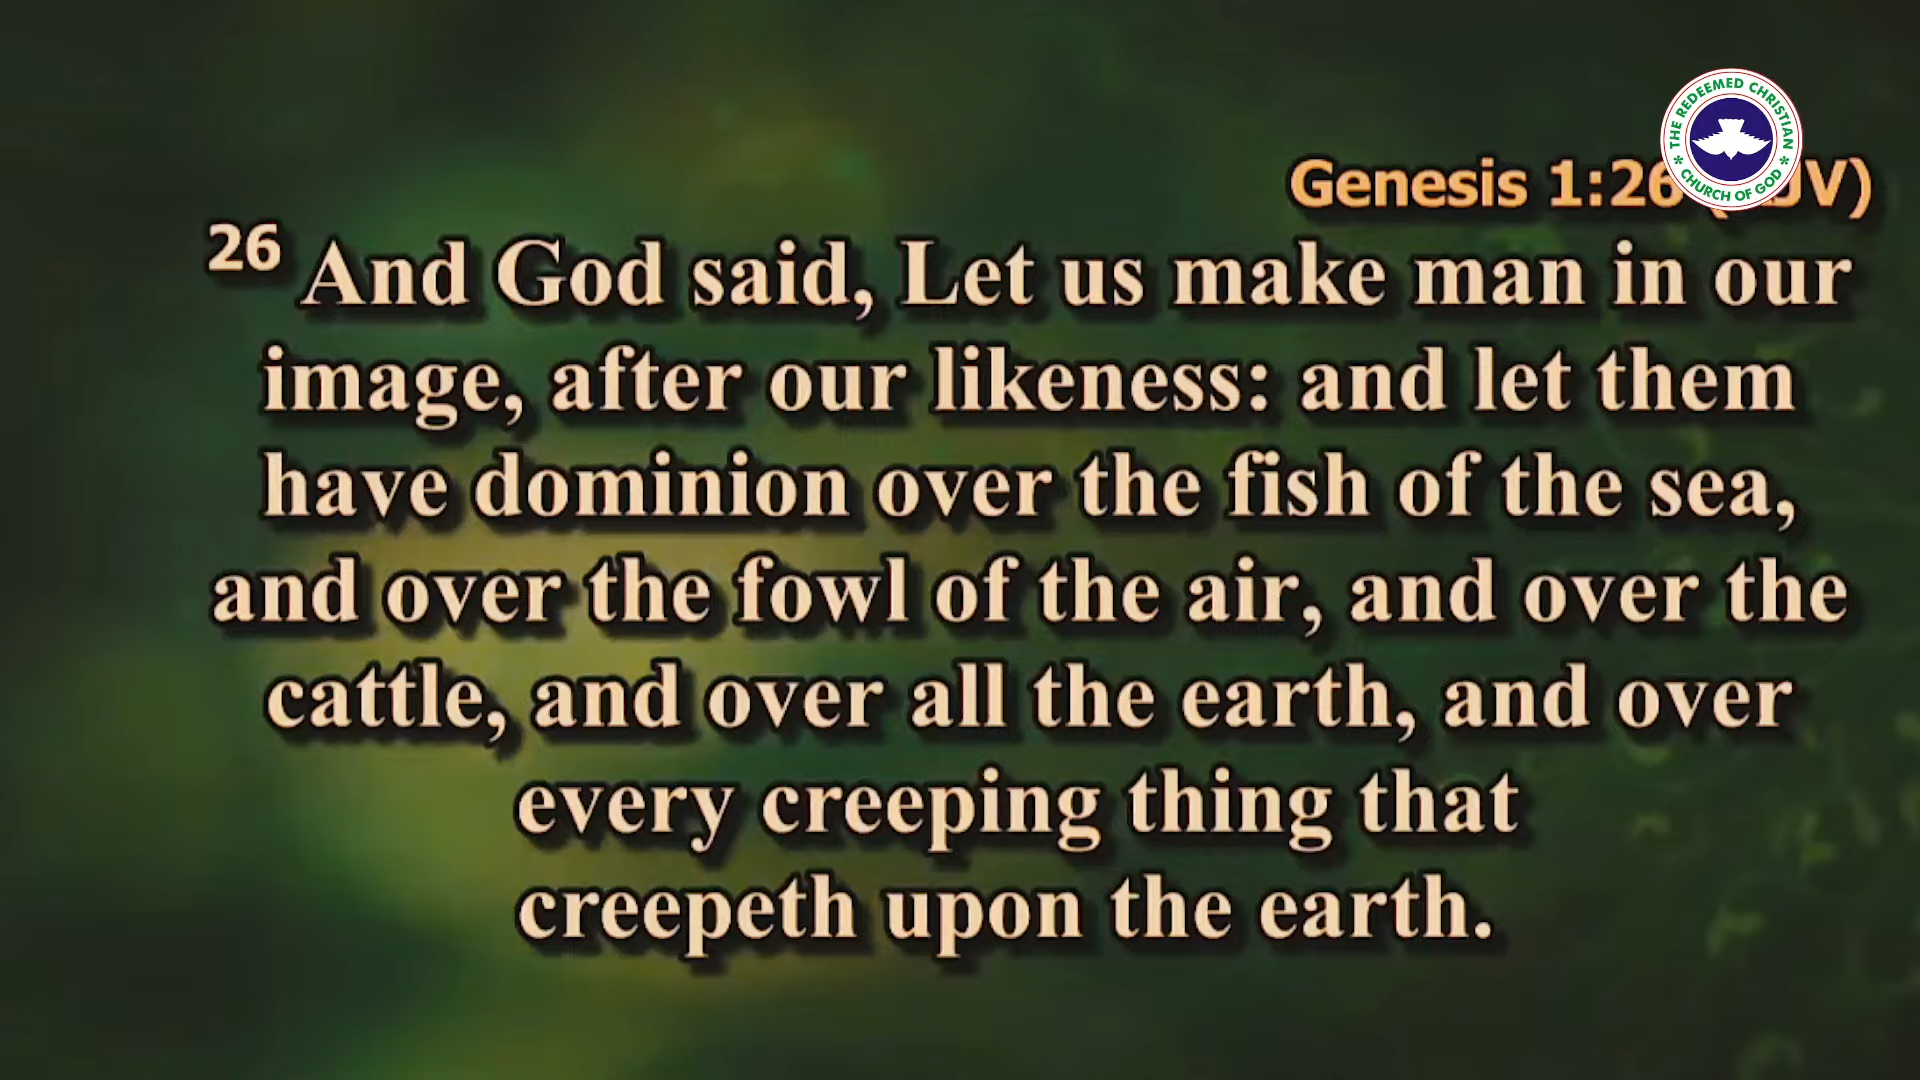 THE REDEEMED CHRISTIAN
CHURCH OF GOD
Genesis 1:26 JV)
26 And God said, Let us make man in our
image, after our likeness: and let them
have dominion over the fish of the sea,
and over the fowl of the air, and over the
cattle, and over all the earth, and over
every creeping thing that
creepeth upon the earth.